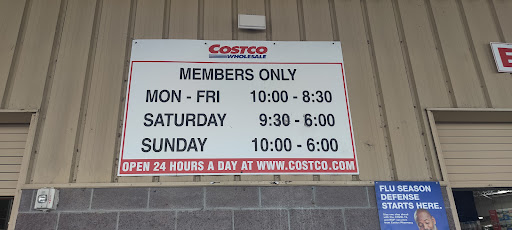 COSTCO
WHOLESALE
MEMBERS ONLY
MON - FRI 10:00 - 8:30
SATURDAY 9:30 - 6:00
SUNDAY 10:00 - 6:00
OPEN 24 HOURS A DAY AT WWW.COSTCO.COM
E
FLU SEASON
DEFENSE
STARTS HERE.